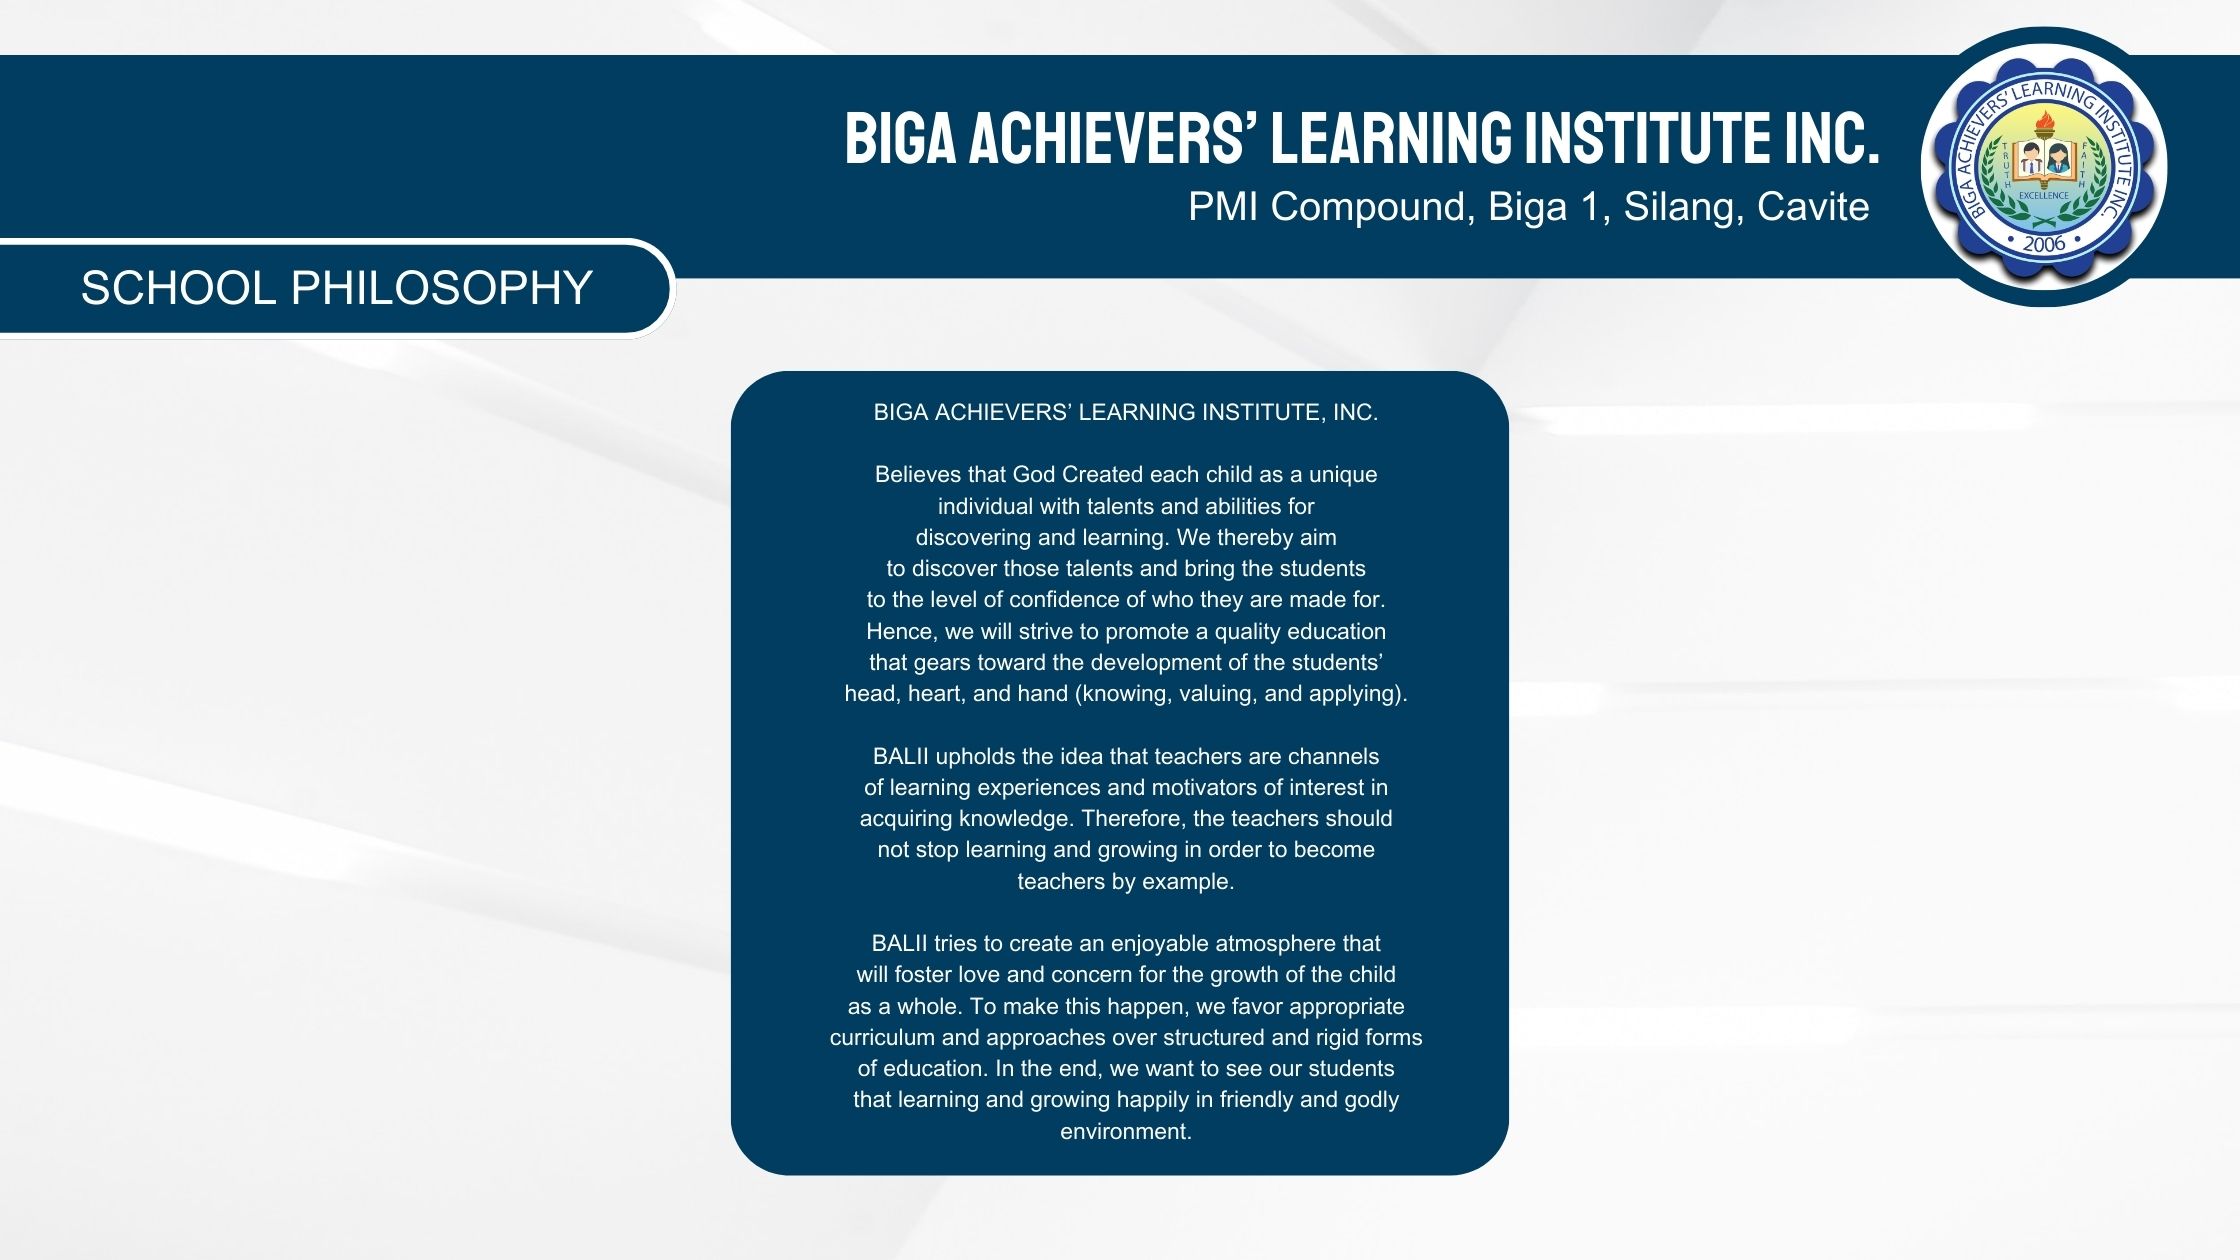 BIGA ACHIEVERS’ LEARNING INSTITUTE INC.
PMI Compound, Biga 1, Silang, Cavite
BIGA ACHIEVERS' LEARNING INSTITUTE INC.
TRUTH
FAITH
EXCELLENCE
• 2006 •
SCHOOL PHILOSOPHY
BIGA ACHIEVERS’ LEARNING INSTITUTE, INC.
Believes that God Created each child as a unique
individual with talents and abilities for
discovering and learning. We thereby aim
to discover those talents and bring the students
to the level of confidence of who they are made for.
Hence, we will strive to promote a quality education
that gears toward the development of the students’
head, heart, and hand (knowing, valuing, and applying).
BALII upholds the idea that teachers are channels
of learning experiences and motivators of interest in
acquiring knowledge. Therefore, the teachers should
not stop learning and growing in order to become
teachers by example.
BALII tries to create an enjoyable atmosphere that
will foster love and concern for the growth of the child
as a whole. To make this happen, we favor appropriate
curriculum and approaches over structured and rigid forms
of education. In the end, we want to see our students
that learning and growing happily in friendly and godly
environment.